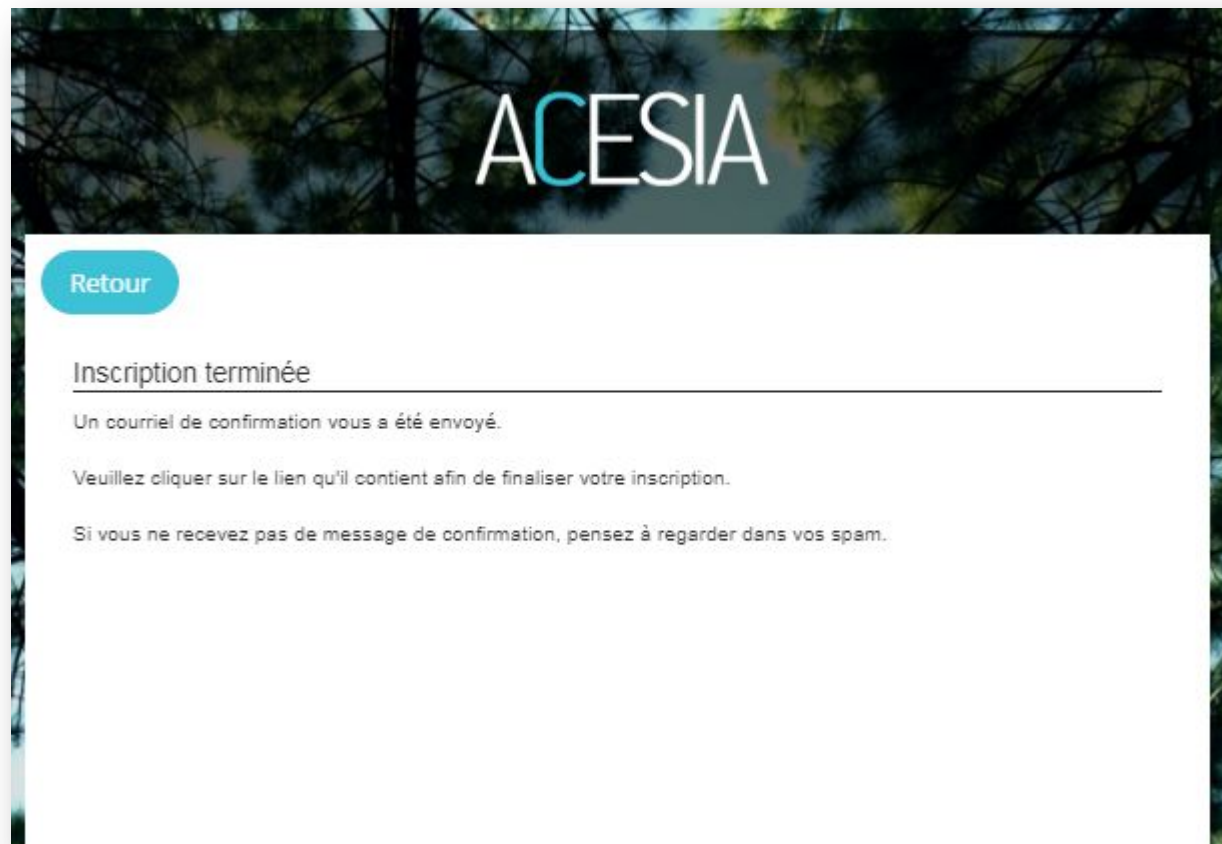 ACESIA
Retour
Inscription terminée
Un courriel de confirmation vous a été envoyé.
Veuillez cliquer sur le lien qu'il contient afin de finaliser votre inscription.
Si vous ne recevez pas de message de confirmation, pensez à regarder dans vos spam.